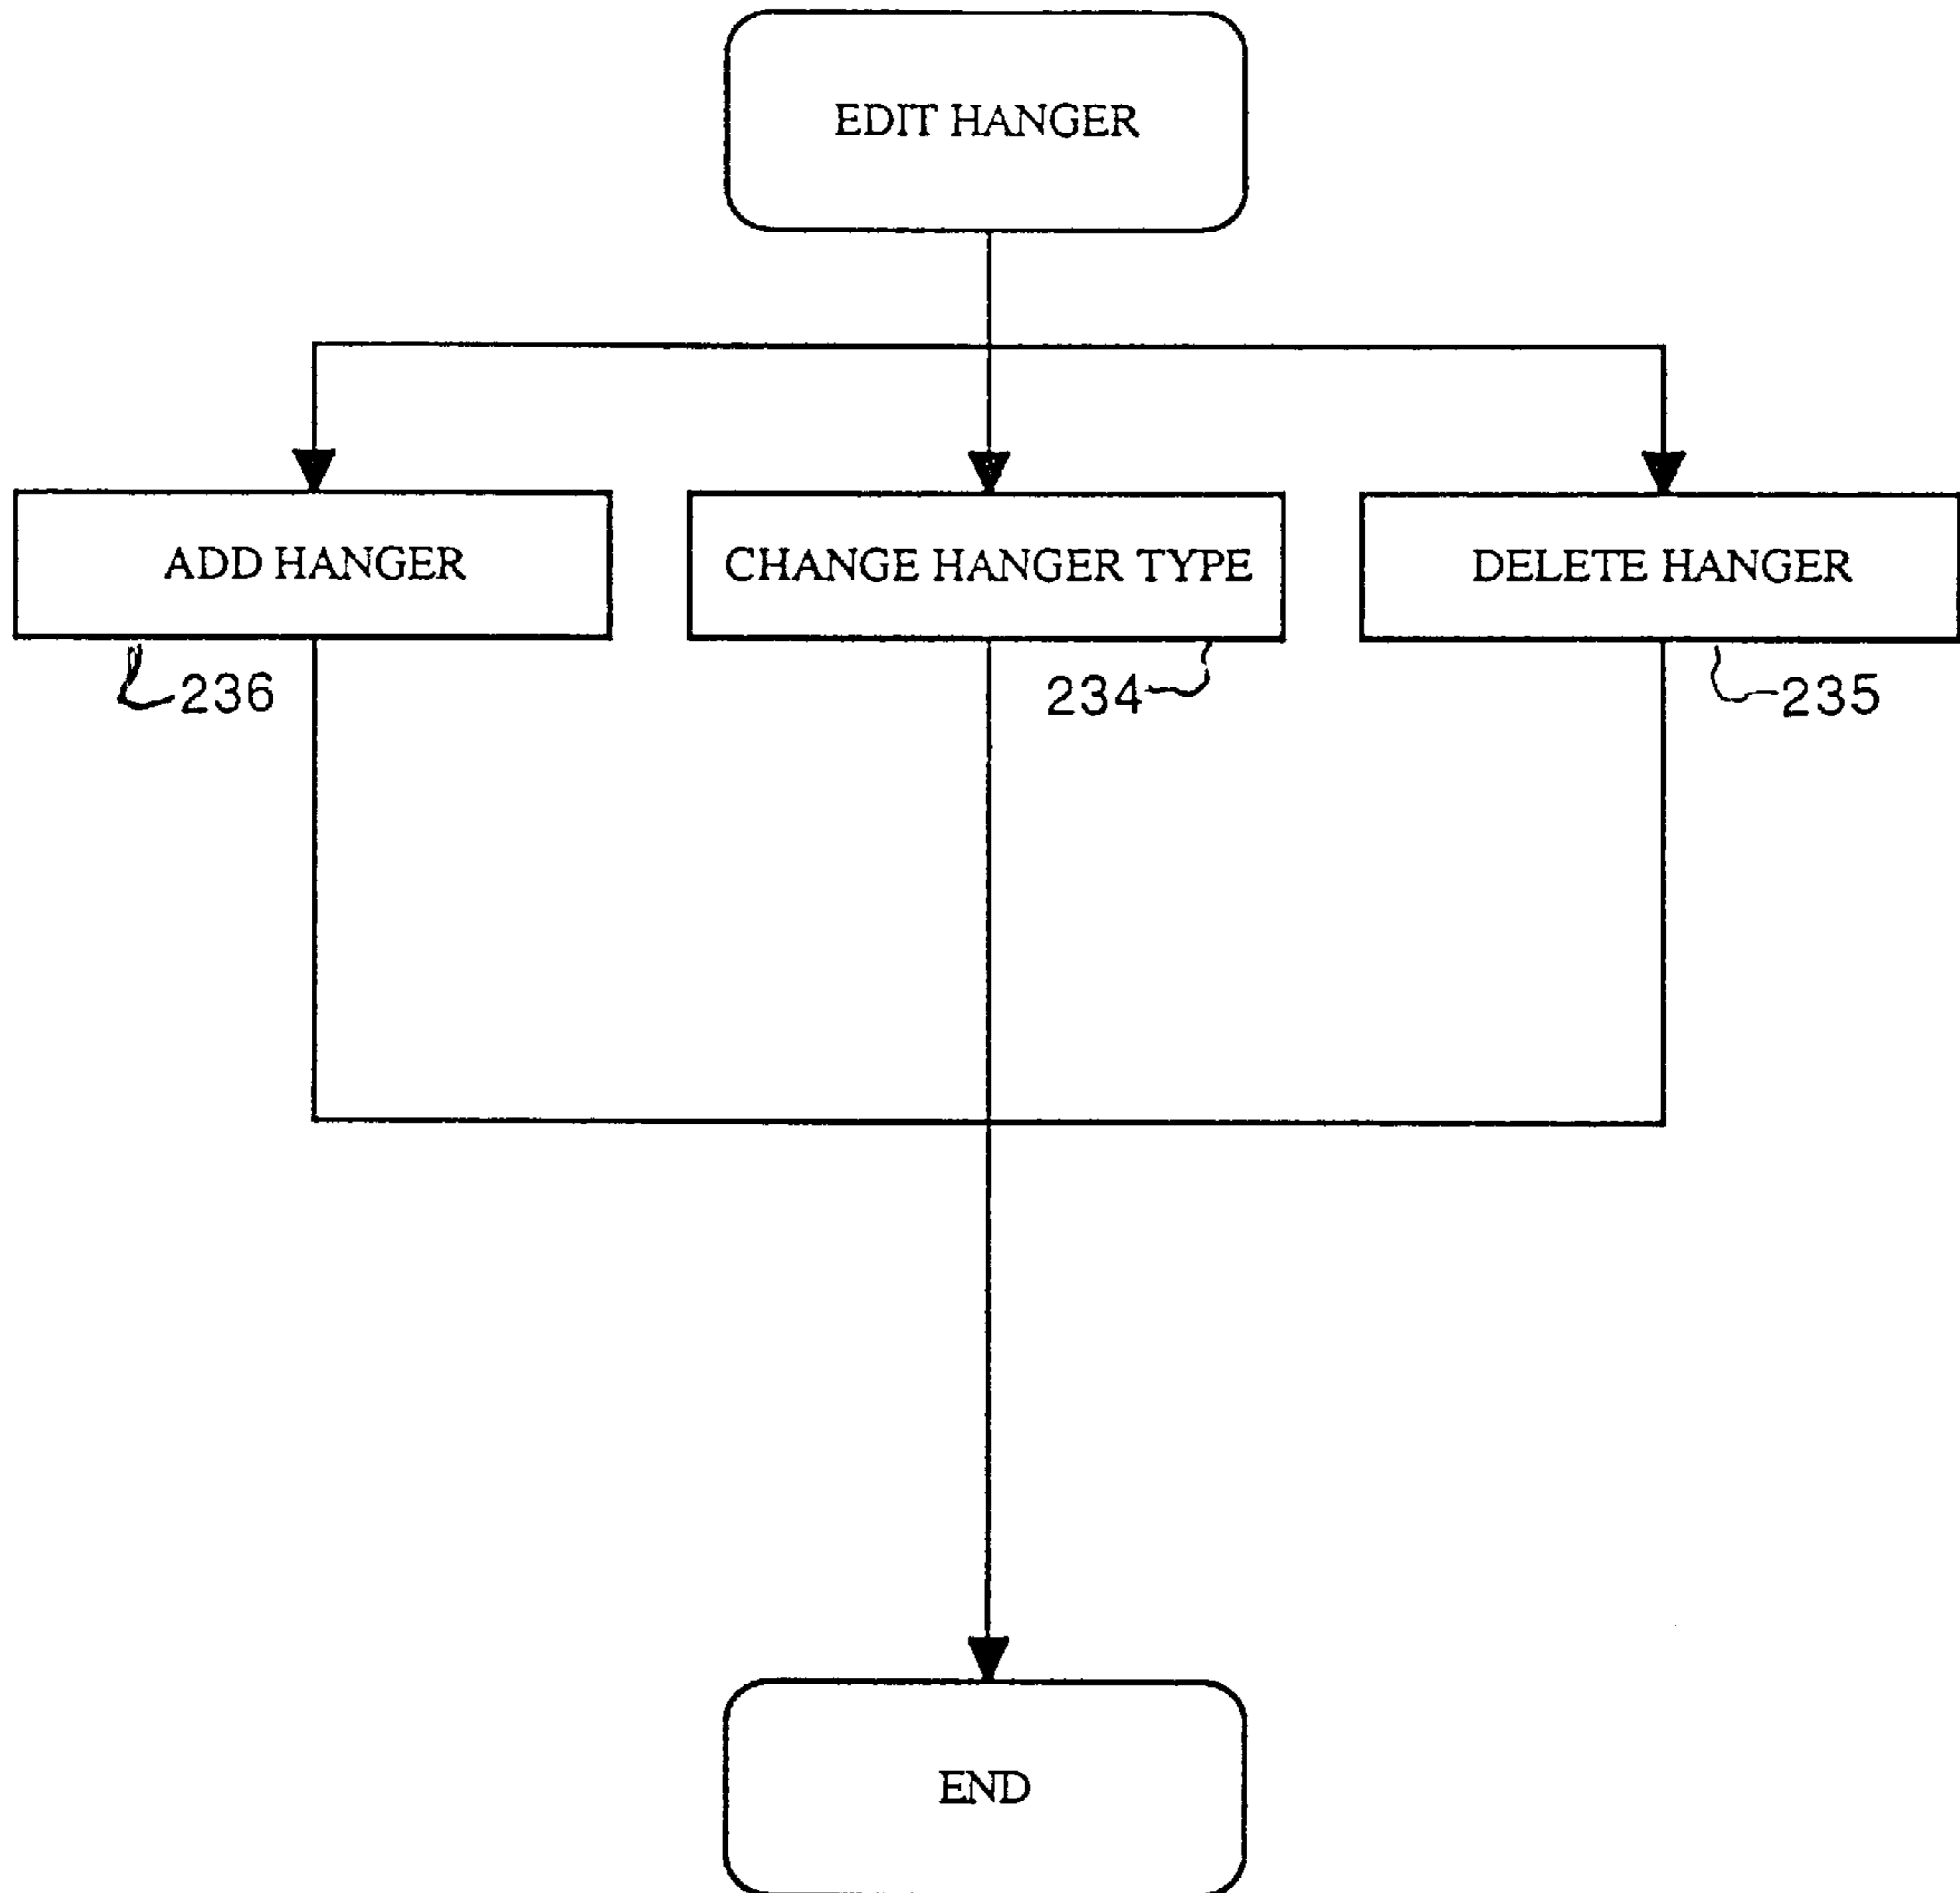 EDIT HANGER
ADD HANGER
CHANGE HANGER TYPE
DELETE HANGER
236
234
235
END